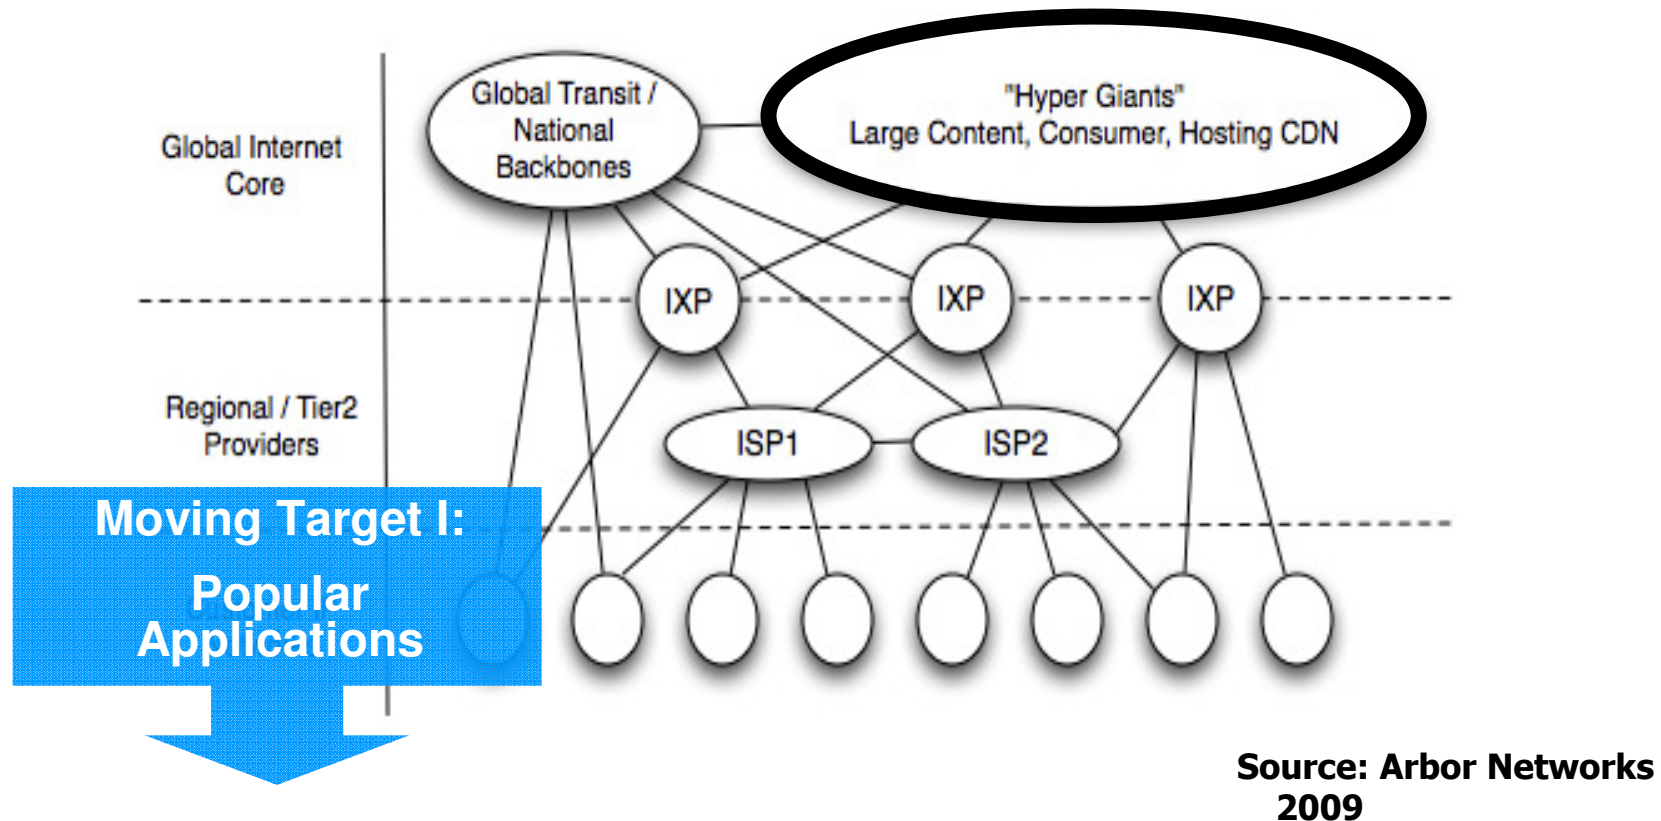 Global Transit /
National
Backbones
"Hyper Giants"
Large Content, Consumer, Hosting CDN
Global Internet
Core
IXP
IXP
IXP
Regional / Tier2
Providers
ISP1
ISP2
Moving Target I:
Popular
Applications
Source: Arbor Networks
2009